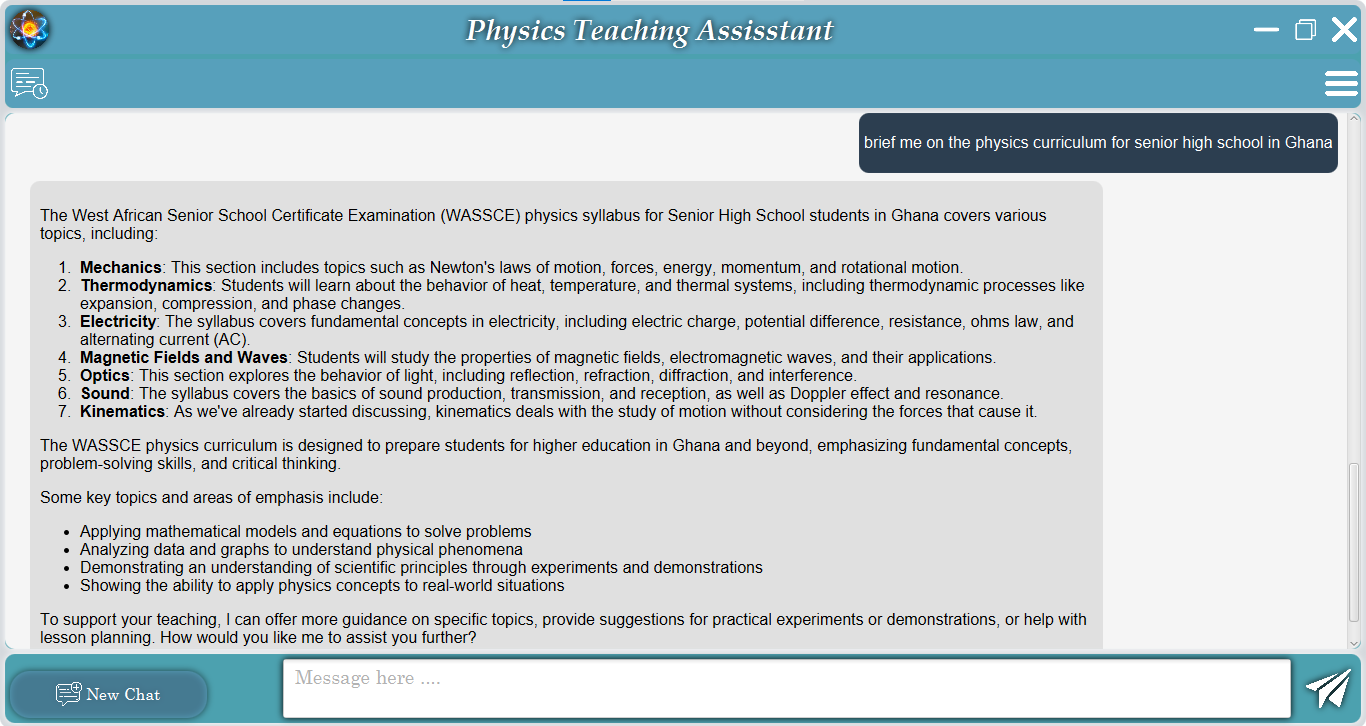 Physics Teaching Assisstant
brief me on the physics curriculum for senior high school in Ghana
The West African Senior School Certificate Examination (WASSCE) physics syllabus for Senior High School students in Ghana covers various
topics, including:
1. Mechanics: This section includes topics such as Newton's laws of motion, forces, energy, momentum, and rotational motion.
2. Thermodynamics: Students will learn about the behavior of heat, temperature, and thermal systems, including thermodynamic processes like
expansion, compression, and phase changes.
3. Electricity: The syllabus covers fundamental concepts in electricity, including electric charge, potential difference, resistance, ohms law, and
alternating current (AC).
4. Magnetic Fields and Waves: Students will study the properties of magnetic fields, electromagnetic waves, and their applications.
5. Optics: This section explores the behavior of light, including reflection, refraction, diffraction, and interference.
6. Sound: The syllabus covers the basics of sound production, transmission, and reception, as well as Doppler effect and resonance.
7. Kinematics: As we've already started discussing, kinematics deals with the study of motion without considering the forces that cause it.
The WASSCE physics curriculum is designed to prepare students for higher education in Ghana and beyond, emphasizing fundamental concepts,
problem-solving skills, and critical thinking.
Some key topics and areas of emphasis include:
• Applying mathematical models and equations to solve problems
• Analyzing data and graphs to understand physical phenomena
• Demonstrating an understanding of scientific principles through experiments and demonstrations
• Showing the ability to apply physics concepts to real-world situations
To support your teaching, I can offer more guidance on specific topics, provide suggestions for practical experiments or demonstrations, or help with
lesson planning. How would you like me to assist you further?
New Chat
Message here ....